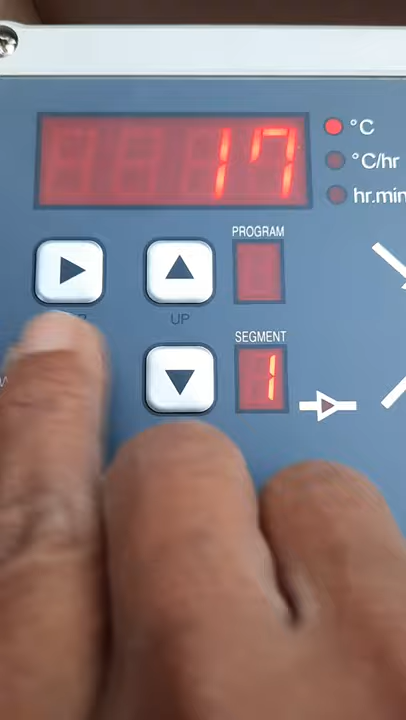 17
°C
°C/hr
hr.min
PROGRAM
UP
SEGMENT
1